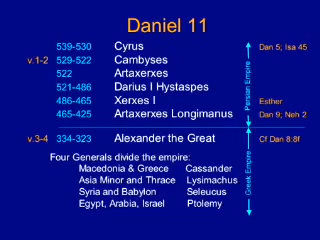 Daniel 11
539-530 Cyrus Dan 5; Isa 45
v.1-2 529-522 Cambyses
522 Artaxerxes
521-486 Darius I Hystaspes
486-465 Xerxes I Esther
465-425 Artaxerxes Longimanus Dan 9; Neh 2
Persian Empire
v.3-4 334-323 Alexander the Great Cf Dan 8:8f
Four Generals divide the empire:
Macedonia & Greece Cassander
Asia Minor and Thrace Lysimachus
Syria and Babylon Seleucus
Egypt, Arabia, Israel Ptolemy
Greek Empire